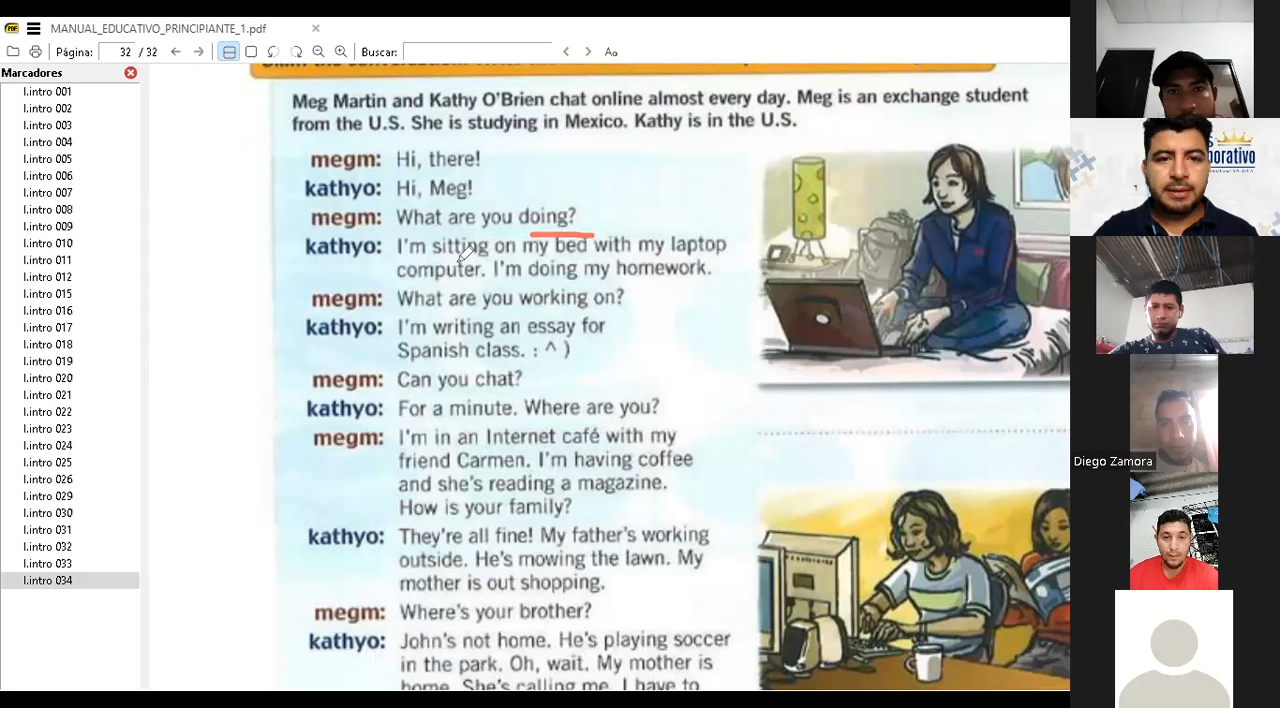 MANUAL_EDUCATIVO_PRINCIPIANTE_1.pdf
Página: 32 / 32 Buscar: Aa
Marcadores
I.intro 001
I.intro 002
I.intro 003
I.intro 004
I.intro 005
I.intro 006
I.intro 007
I.intro 008
I.intro 009
I.intro 010
I.intro 011
I.intro 012
I.intro 015
I.intro 016
I.intro 017
I.intro 018
I.intro 019
I.intro 020
I.intro 021
I.intro 022
I.intro 023
I.intro 024
I.intro 025
I.intro 026
I.intro 029
I.intro 030
I.intro 031
I.intro 032
I.intro 033
I.intro 034
Meg Martin and Kathy O'Brien chat online almost every day. Meg is an exchange student
from the U.S. She is studying in Mexico. Kathy is in the U.S.
megm: Hi, there!
kathyo: Hi, Meg!
megm: What are you doing?
kathyo: I'm sitting on my bed with my laptop
computer. I'm doing my homework.
megm: What are you working on?
kathyo: I'm writing an essay for
Spanish class. : ^ )
megm: Can you chat?
kathyo: For a minute. Where are you?
megm: I'm in an Internet café with my
friend Carmen. I'm having coffee
and she's reading a magazine.
How is your family?
kathyo: They're all fine! My father's working
outside. He's mowing the lawn. My
mother is out shopping.
megm: Where's your brother?
kathyo: John's not home. He's playing soccer
in the park. Oh, wait. My mother is
home. She's calling me. I have to
Diego Zamora